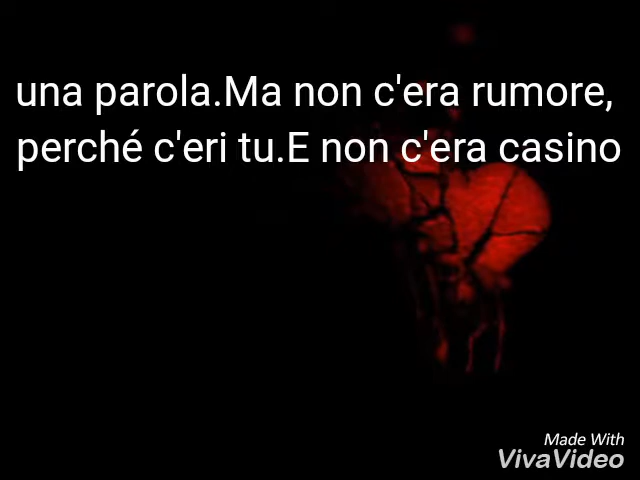 una parola.Ma non c'era rumore,
perché c'eri tu.E non c'era casino
Made With
VivaVideo